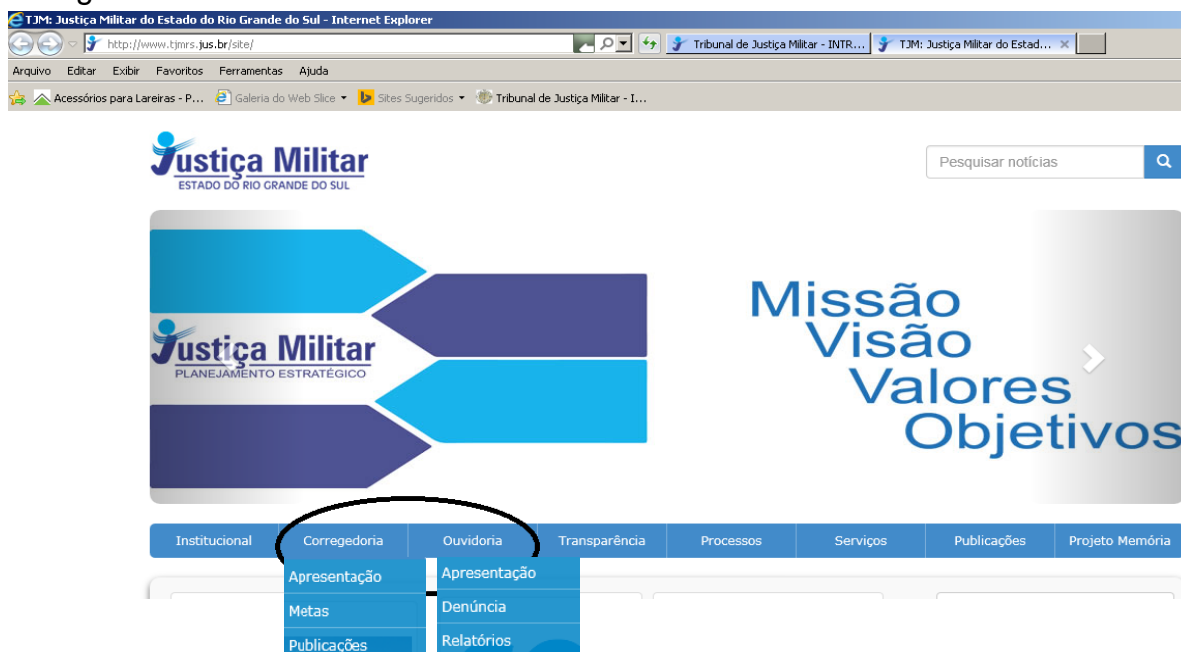 TJM: Justiça Militar do Estado do Rio Grande do Sul - Internet Explorer
http://www.tjmrs.jus.br/site/
Tribunal de Justiça Militar - INTR...
TJM: Justiça Militar do Estad...
Arquivo Editar Exibir Favoritos Ferramentas Ajuda
Acessórios para Lareiras - P... Galeria do Web Slice Sites Sugeridos Tribunal de Justiça Militar - I...
Justiça Militar
ESTADO DO RIO GRANDE DO SUL
Pesquisar notícias
Missão
Visão
Valores
Objetivos
Justiça Militar
PLANEJAMENTO ESTRATÉGICO
Institucional Corregedoria Ouvidoria Transparência Processos Serviços Publicações Projeto Memória
Apresentação
Metas
Publicações
Apresentação
Denúncia
Relatórios